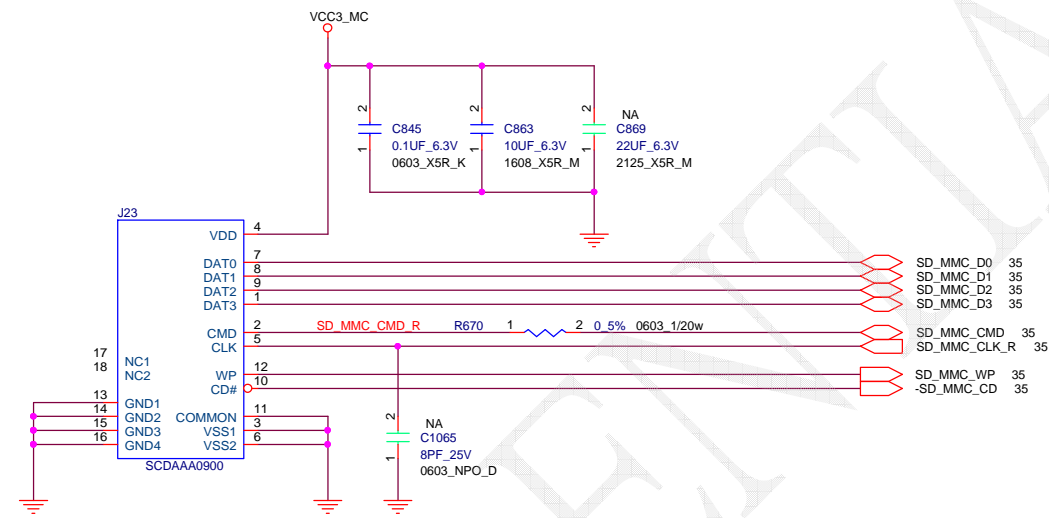 VCC3_MC
2
1
C845
0.1UF_6.3V
0603_X5R_K
2
1
C863
10UF_6.3V
1608_X5R_M
2
1
NA
C869
22UF_6.3V
2125_X5R_M
J23
VDD 4
DAT0 7 SD_MMC_D0 35
DAT1 8 SD_MMC_D1 35
DAT2 9 SD_MMC_D2 35
DAT3 1 SD_MMC_D3 35
CMD 2 SD_MMC_CMD_R R670 1 2 0_5% 0603_1/20w SD_MMC_CMD 35
CLK 5 SD_MMC_CLK_R 35
17 NC1
18 NC2
WP 12 SD_MMC_WP 35
CD# 10 -SD_MMC_CD 35
13 GND1
14 GND2 COMMON 11
15 GND3 VSS1 3
16 GND4 VSS2 6
SCDAAA0900
2
1
NA
C1065
8PF_25V
0603_NPO_D